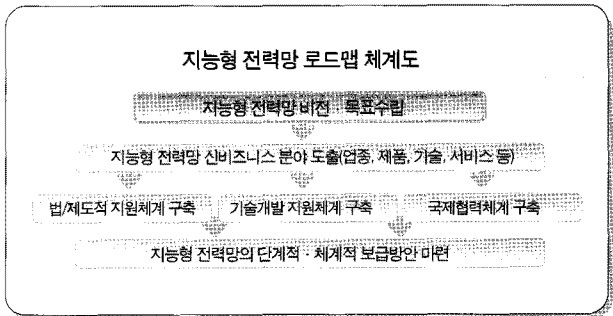 지능형 전력망 로드맵 체계도
지능형 전력망 비전 · 목표수립
지능형 전력망 신비즈니스 분야 도출(업종, 제품, 기술, 서비스 등)
법/제도적 지원체계 구축 기술개발 지원체계 구축 국제협력체계 구축
지능형 전력망의 단계적 · 체계적 보급방안 마련